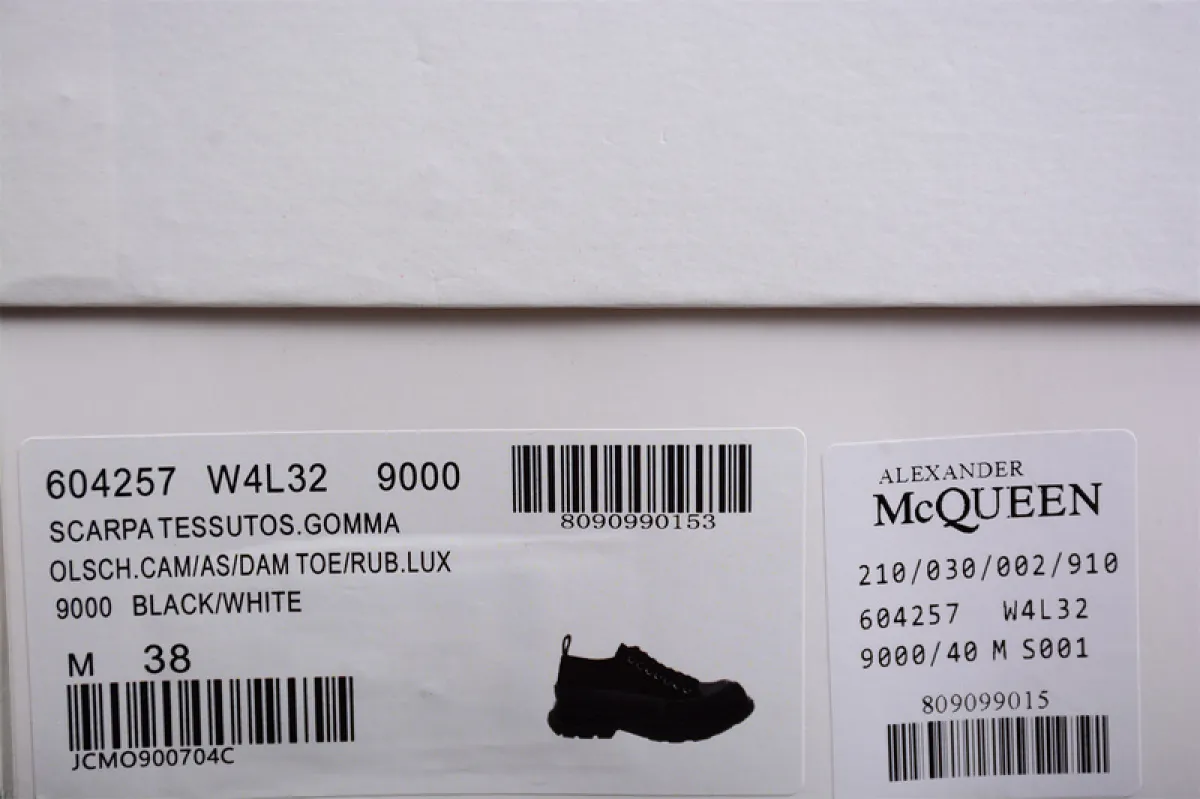 604257 W4L32 9000
SCARPA TESSUTOS.GOMMA
OLSCH.CAM/AS/DAM TOE/RUB.LUX
9000 BLACK/WHITE
M 38
JCMO900704C
8090990153
ALEXANDER
McQUEEN
210/030/002/910
604257 W4L32
9000/40 M S001
809099015